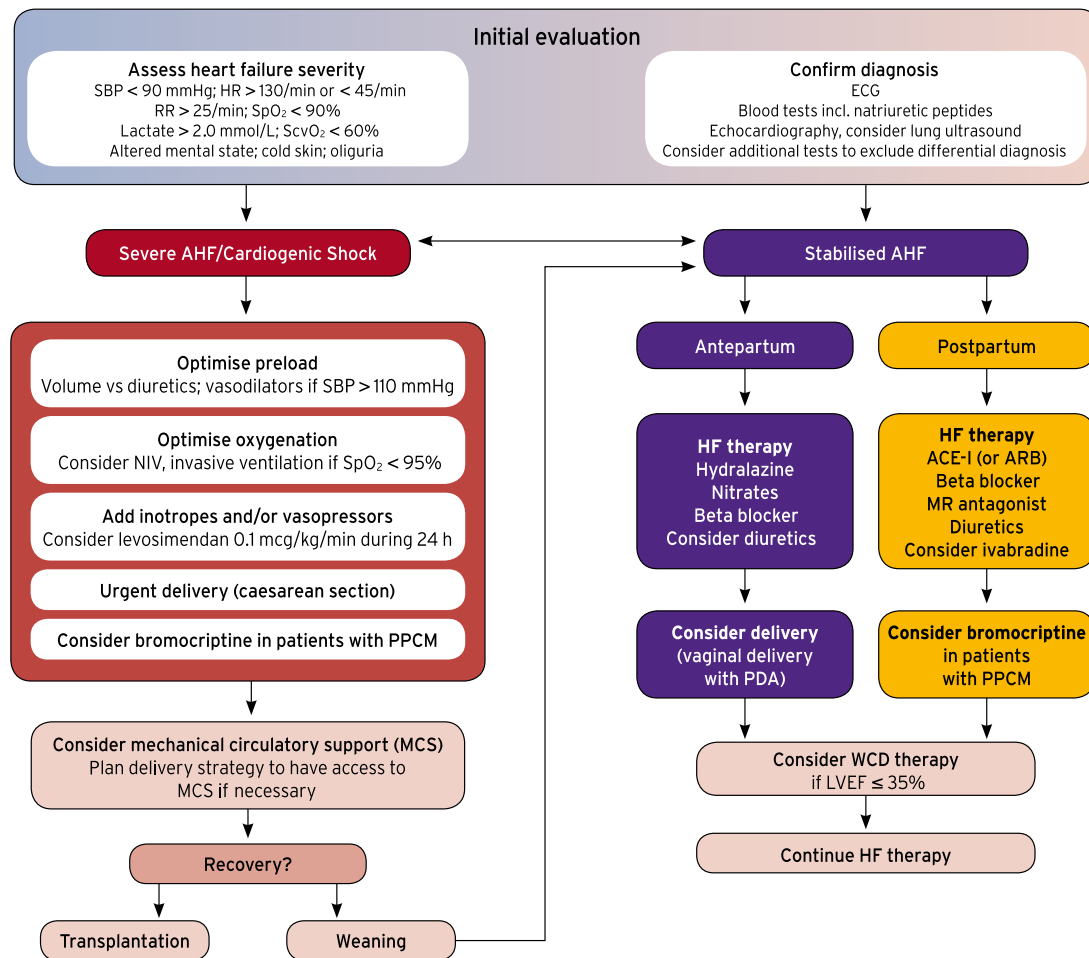 Initial evaluation
Assess heart failure severity
SBP < 90 mmHg; HR > 130/min or < 45/min
RR > 25/min; SpO₂ < 90%
Lactate > 2.0 mmol/L; ScvO₂ < 60%
Altered mental state; cold skin; oliguria
Confirm diagnosis
ECG
Blood tests incl. natriuretic peptides
Echocardiography, consider lung ultrasound
Consider additional tests to exclude differential diagnosis
Severe AHF/Cardiogenic Shock
Stabilised AHF
Optimise preload
Volume vs diuretics; vasodilators if SBP > 110 mmHg
Optimise oxygenation
Consider NIV, invasive ventilation if SpO₂ < 95%
Add inotropes and/or vasopressors
Consider levosimendan 0.1 mcg/kg/min during 24 h
Urgent delivery (caesarean section)
Consider bromocriptine in patients with PPCM
Consider mechanical circulatory support (MCS)
Plan delivery strategy to have access to
MCS if necessary
Recovery?
Transplantation
Weaning
Antepartum
HF therapy
Hydralazine
Nitrates
Beta blocker
Consider diuretics
Consider delivery
(vaginal delivery
with PDA)
Postpartum
HF therapy
ACE-I (or ARB)
Beta blocker
MR antagonist
Diuretics
Consider ivabradine
Consider bromocriptine
in patients
with PPCM
Consider WCD therapy
if LVEF ≤ 35%
Continue HF therapy